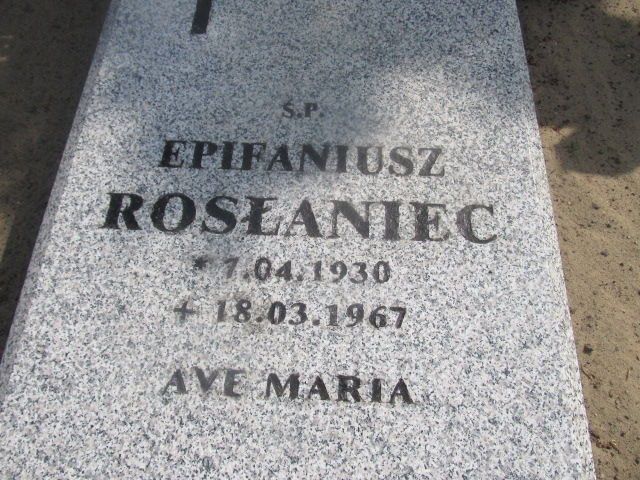 Ś.P.
EPIFANIUSZ
ROSŁANIEC
* 7.04.1930
+ 18.03.1967
AVE MARIA